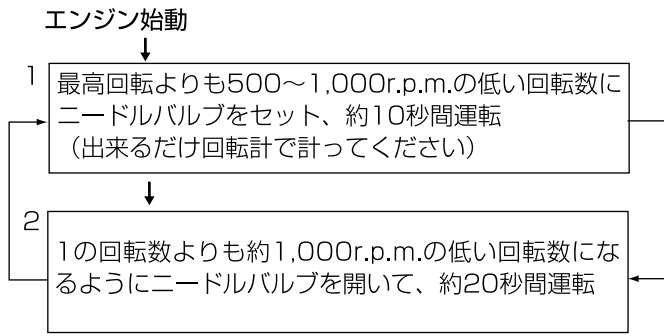 エンジン始動
1
最高回転よりも500～1,000r.p.m.の低い回転数に
ニードルバルブをセット、約10秒間運転
（出来るだけ回転計で計ってください）
2
1の回転数よりも約1,000r.p.m.の低い回転数にな
るようにニードルバルブを開いて、約20秒間運転